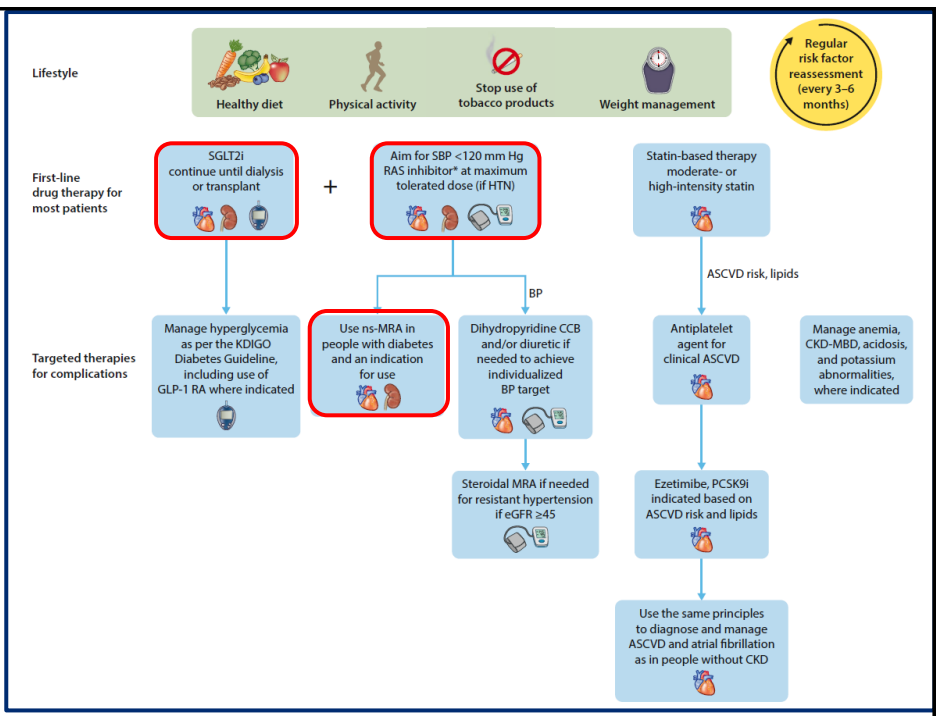 Lifestyle
Healthy diet
Physical activity
Stop use of
tobacco products
Weight management
Regular
risk factor
reassessment
(every 3–6
months)
First-line
drug therapy for
most patients
SGLT2i
continue until dialysis
or transplant
+
Aim for SBP <120 mm Hg
RAS inhibitor* at maximum
tolerated dose (if HTN)
Statin-based therapy
moderate- or
high-intensity statin
ASCVD risk, lipids
BP
Targeted therapies
for complications
Manage hyperglycemia
as per the KDIGO
Diabetes Guideline,
including use of
GLP-1 RA where indicated
Use ns-MRA in
people with diabetes
and an indication
for use
Dihydropyridine CCB
and/or diuretic if
needed to achieve
individualized
BP target
Antiplatelet
agent for
clinical ASCVD
Manage anemia,
CKD-MBD, acidosis,
and potassium
abnormalities,
where indicated
Steroidal MRA if needed
for resistant hypertension
if eGFR ≥45
Ezetimibe, PCSK9i
indicated based on
ASCVD risk and lipids
Use the same principles
to diagnose and manage
ASCVD and atrial fibrillation
as in people without CKD